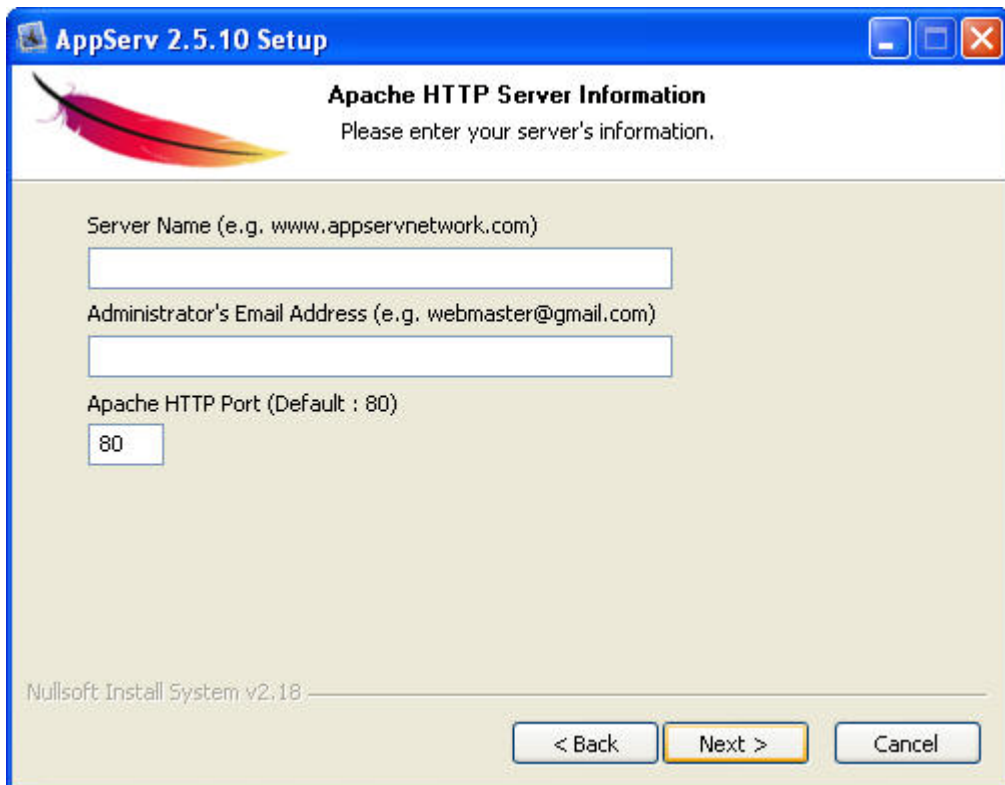 AppServ 2.5.10 Setup
Apache HTTP Server Information
Please enter your server's information.
Server Name (e.g. www.appservnetwork.com)
Administrator's Email Address (e.g. webmaster@gmail.com)
Apache HTTP Port (Default : 80)
80
Nullsoft Install System v2.18
< Back Next > Cancel